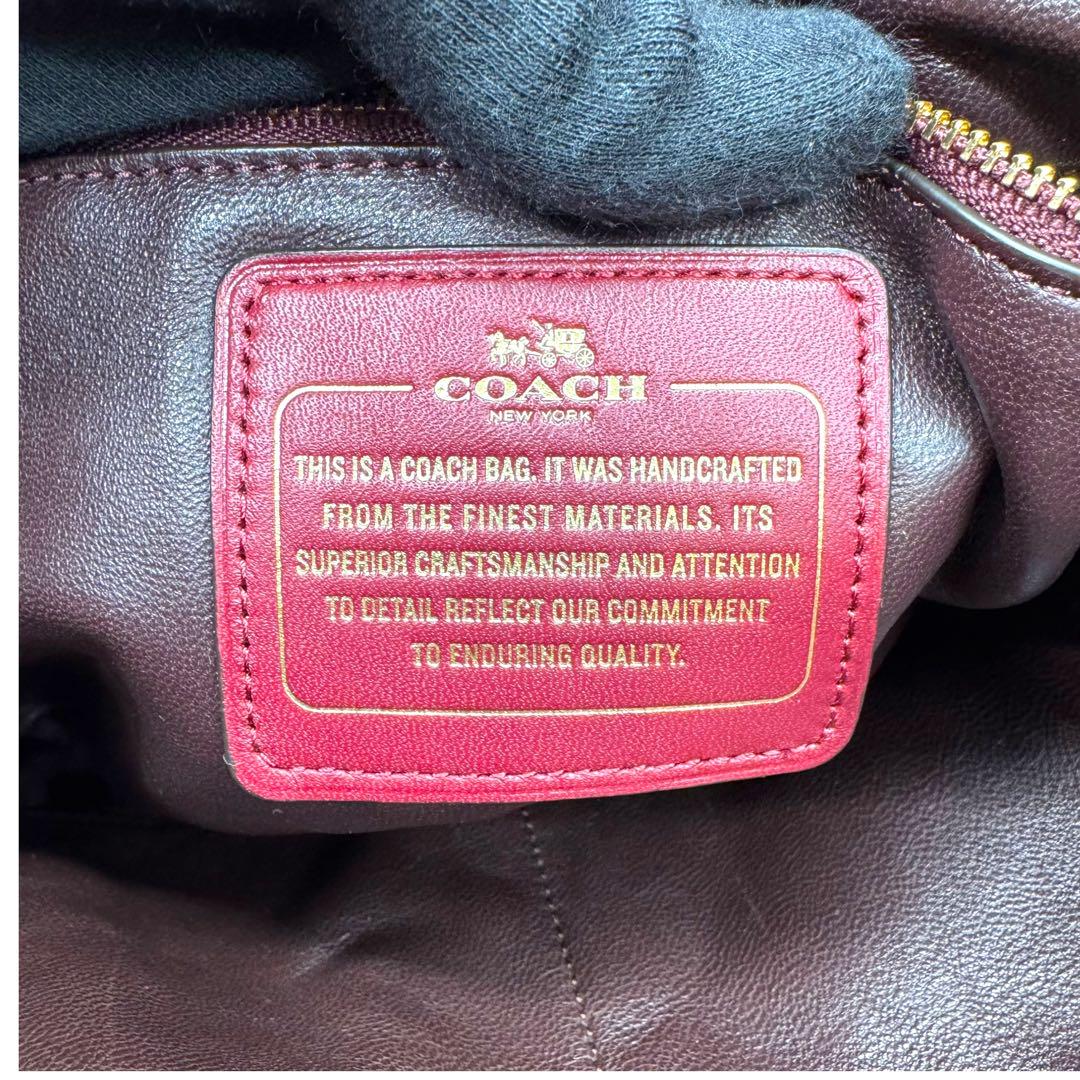 COACH
NEW YORK
THIS IS A COACH BAG. IT WAS HANDCRAFTED
FROM THE FINEST MATERIALS. ITS
SUPERIOR CRAFTSMANSHIP AND ATTENTION
TO DETAIL REFLECT OUR COMMITMENT
TO ENDURING QUALITY.